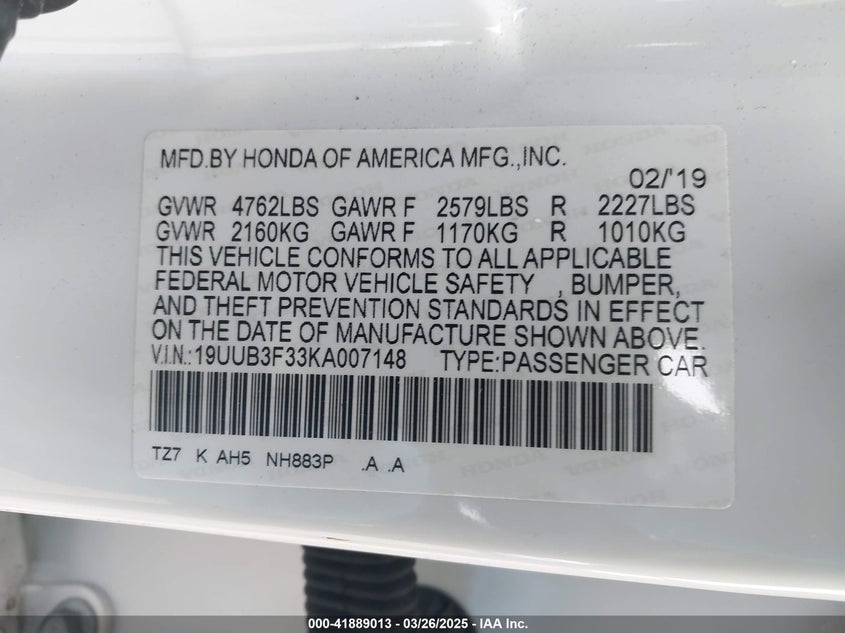 MFD.BY HONDA OF AMERICA MFG.,INC.
02/'19
GVWR 4762LBS GAWR F 2579LBS R 2227LBS
GVWR 2160KG GAWR F 1170KG R 1010KG
THIS VEHICLE CONFORMS TO ALL APPLICABLE
FEDERAL MOTOR VEHICLE SAFETY , BUMPER,
AND THEFT PREVENTION STANDARDS IN EFFECT
ON THE DATE OF MANUFACTURE SHOWN ABOVE.
V.I.N.:19UUB3F33KA007148 TYPE:PASSENGER CAR
TZ7 K AH5 NH883P .A .A
000-41889013 / 03/26/2025 - IAA Inc.